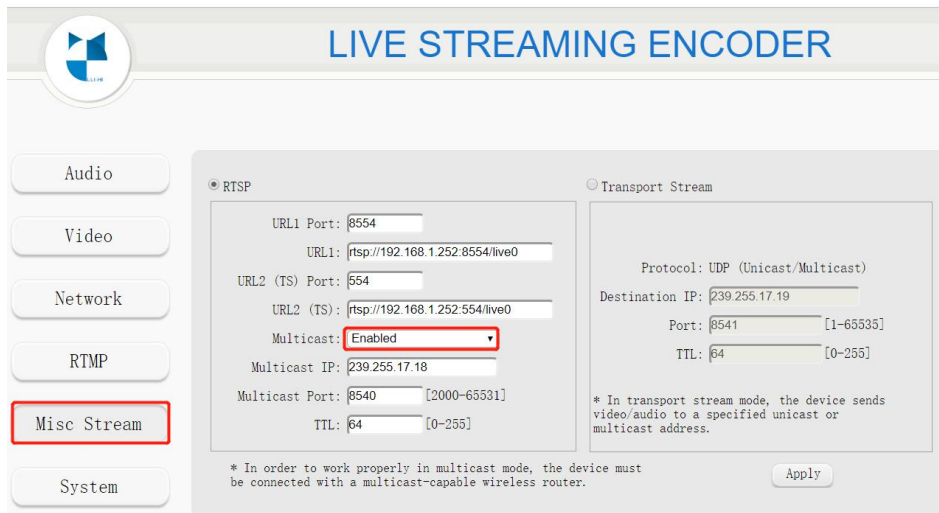 LIVE STREAMING ENCODER
Audio
Video
Network
RTMP
Misc Stream
System
RTSP
URL1 Port: 8554
URL1: rtsp://192.168.1.252:8554/live0
URL2 (TS) Port: 554
URL2 (TS): rtsp://192.168.1.252:554/live0
Multicast: Enabled
Multicast IP: 239.255.17.18
Multicast Port: 8540 [2000-65531]
TTL: 64 [0-255]
* In order to work properly in multicast mode, the device must
be connected with a multicast-capable wireless router.
Transport Stream
Protocol: UDP (Unicast/Multicast)
Destination IP: 239.255.17.19
Port: 8541 [1-65535]
TTL: 64 [0-255]
* In transport stream mode, the device sends
video/audio to a specified unicast or
multicast address.
Apply